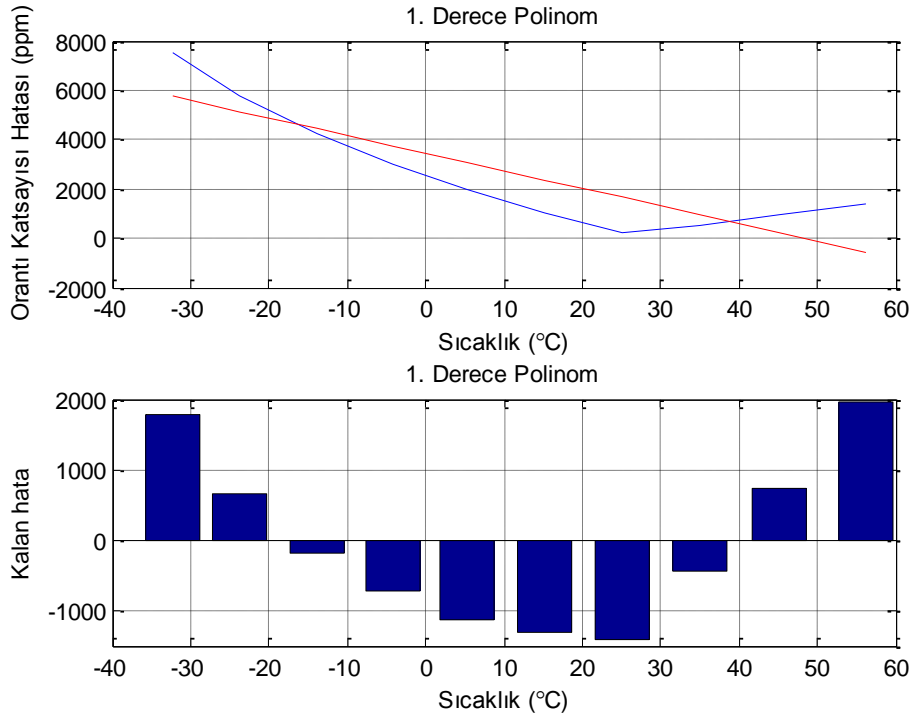 1. Derece Polinom
Orantı Katsayısı Hatası (ppm)
8000
6000
4000
2000
0
-2000
-40 -30 -20 -10 0 10 20 30 40 50 60
Sıcaklık (°C)
1. Derece Polinom
Kalan hata
2000
1000
0
-1000
-40 -30 -20 -10 0 10 20 30 40 50 60
Sıcaklık (°C)